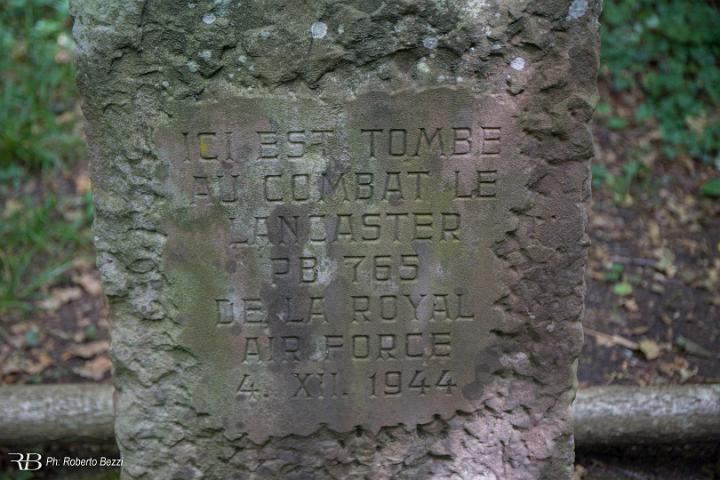 ICI EST TOMBE
AU COMBAT LE
LANCASTER
PB 765
DE LA ROYAL
AIR FORCE
4. XII. 1944
RB Ph: Roberto Bezzi